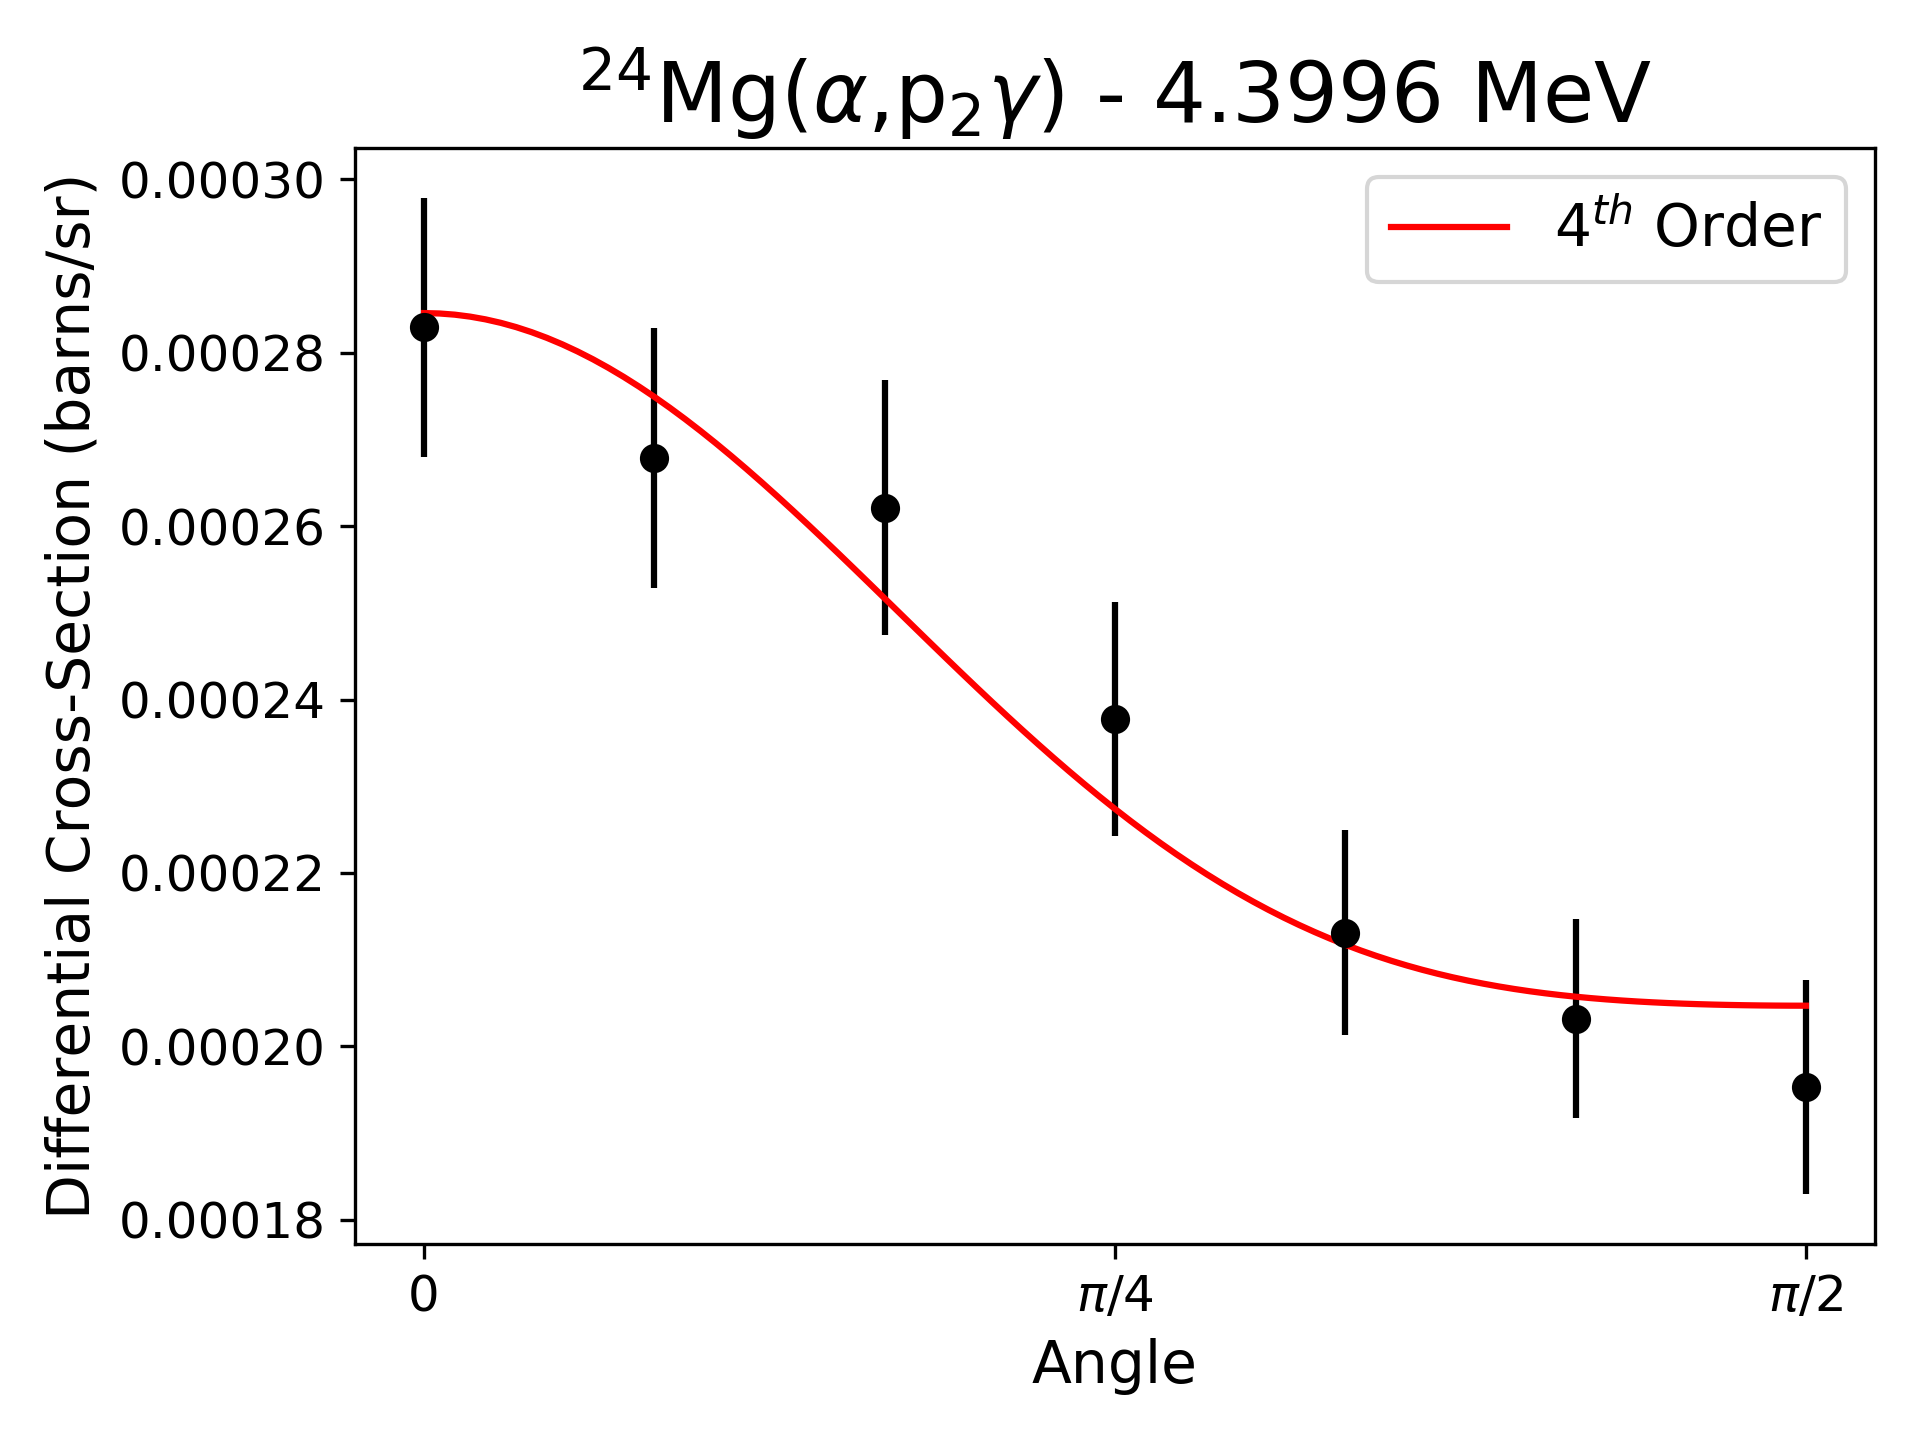 ²⁴Mg(α,p₂γ) - 4.3996 MeV
4ᵗʰ Order
Differential Cross-Section (barns/sr)
0.00030
0.00028
0.00026
0.00024
0.00022
0.00020
0.00018
0 π/4 π/2
Angle